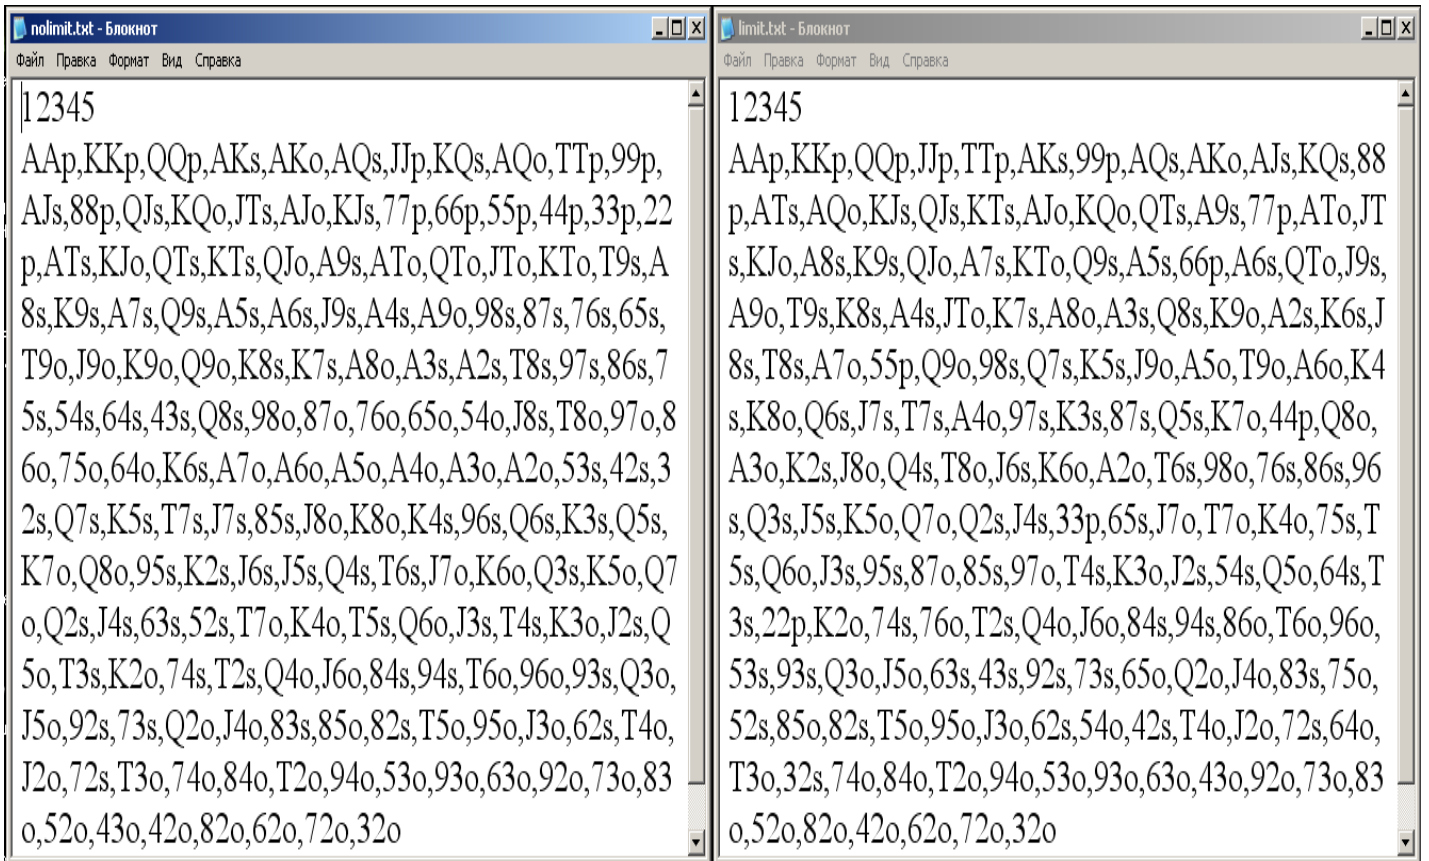 nolimit.txt - Блокнот
Файл Правка Формат Вид Справка
12345
AAp,KKp,QQp,AKs,AKo,AQs,JJp,KQs,AQo,TTp,99p,
AJs,88p,QJs,KQo,JTs,AJo,KJs,77p,66p,55p,44p,33p,22
p,ATs,KJo,QTs,KTs,QJo,A9s,ATo,QTo,JTo,KTo,T9s,A
8s,K9s,A7s,Q9s,A5s,A6s,J9s,A4s,A9o,98s,87s,76s,65s,
T9o,J9o,K9o,Q9o,K8s,K7s,A8o,A3s,A2s,T8s,97s,86s,7
5s,54s,64s,43s,Q8s,98o,87o,76o,65o,54o,J8s,T8o,97o,8
6o,75o,64o,K6s,A7o,A6o,A5o,A4o,A3o,A2o,53s,42s,3
2s,Q7s,K5s,T7s,J7s,85s,J8o,K8o,K4s,96s,Q6s,K3s,Q5s,
K7o,Q8o,95s,K2s,J6s,J5s,Q4s,T6s,J7o,K6o,Q3s,K5o,Q7
o,Q2s,J4s,63s,52s,T7o,K4o,T5s,Q6o,J3s,T4s,K3o,J2s,Q
5o,T3s,K2o,74s,T2s,Q4o,J6o,84s,94s,T6o,96o,93s,Q3o,
J5o,92s,73s,Q2o,J4o,83s,85o,82s,T5o,95o,J3o,62s,T4o,
J2o,72s,T3o,74o,84o,T2o,94o,53o,93o,63o,92o,73o,83
o,52o,43o,42o,82o,62o,72o,32o
limit.txt - Блокнот
Файл Правка Формат Вид Справка
12345
AAp,KKp,QQp,JJp,TTp,AKs,99p,AQs,AKo,AJs,KQs,88
p,ATs,AQo,KJs,QJs,KTs,AJo,KQo,QTs,A9s,77p,ATo,JT
s,KJo,A8s,K9s,QJo,A7s,KTo,Q9s,A5s,66p,A6s,QTo,J9s,
A9o,T9s,K8s,A4s,JTo,K7s,A8o,A3s,Q8s,K9o,A2s,K6s,J
8s,T8s,A7o,55p,Q9o,98s,Q7s,K5s,J9o,A5o,T9o,A6o,K4
s,K8o,Q6s,J7s,T7s,A4o,97s,K3s,87s,Q5s,K7o,44p,Q8o,
A3o,K2s,J8o,Q4s,T8o,J6s,K6o,A2o,T6s,98o,76s,86s,96
s,Q3s,J5s,K5o,Q7o,Q2s,J4s,33p,65s,J7o,T7o,K4o,75s,T
5s,Q6o,J3s,95s,87o,85s,97o,T4s,K3o,J2s,54s,Q5o,64s,T
3s,22p,K2o,74s,76o,T2s,Q4o,J6o,84s,94s,86o,T6o,96o,
53s,93s,Q3o,J5o,63s,43s,92s,73s,65o,Q2o,J4o,83s,75o,
52s,85o,82s,T5o,95o,J3o,62s,54o,42s,T4o,J2o,72s,64o,
T3o,32s,74o,84o,T2o,94o,53o,93o,63o,43o,92o,73o,83
o,52o,82o,42o,62o,72o,32o